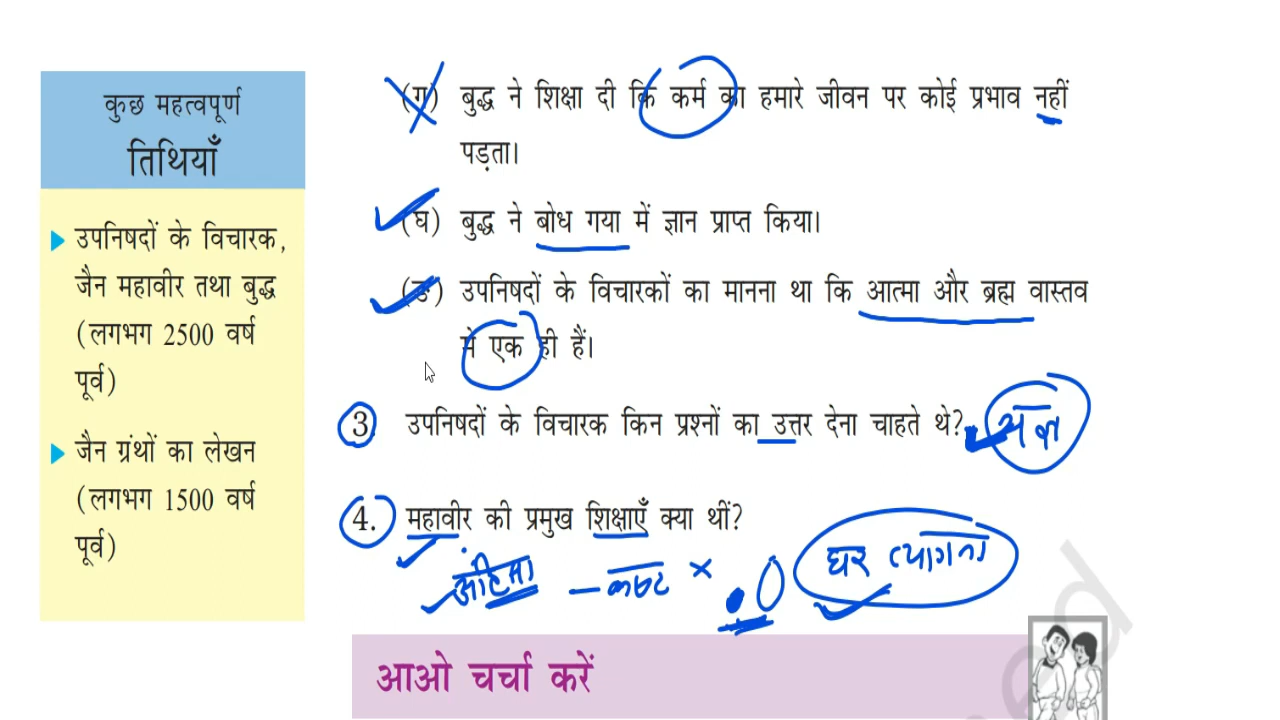 कुछ महत्वपूर्ण
तिथियाँ
उपनिषदों के विचारक,
जैन महावीर तथा बुद्ध
(लगभग 2500 वर्ष
पूर्व)
जैन ग्रंथों का लेखन
(लगभग 1500 वर्ष
पूर्व)
(ग) बुद्ध ने शिक्षा दी कि कर्म का हमारे जीवन पर कोई प्रभाव नहीं
पड़ता।
(घ) बुद्ध ने बोध गया में ज्ञान प्राप्त किया।
(ङ) उपनिषदों के विचारकों का मानना था कि आत्मा और ब्रह्म वास्तव
में एक ही हैं।
3. उपनिषदों के विचारक किन प्रश्नों का उत्तर देना चाहते थे?
4. महावीर की प्रमुख शिक्षाएँ क्या थीं?
अहिंसा – कष्ट × घर त्यागना
आओ चर्चा करें